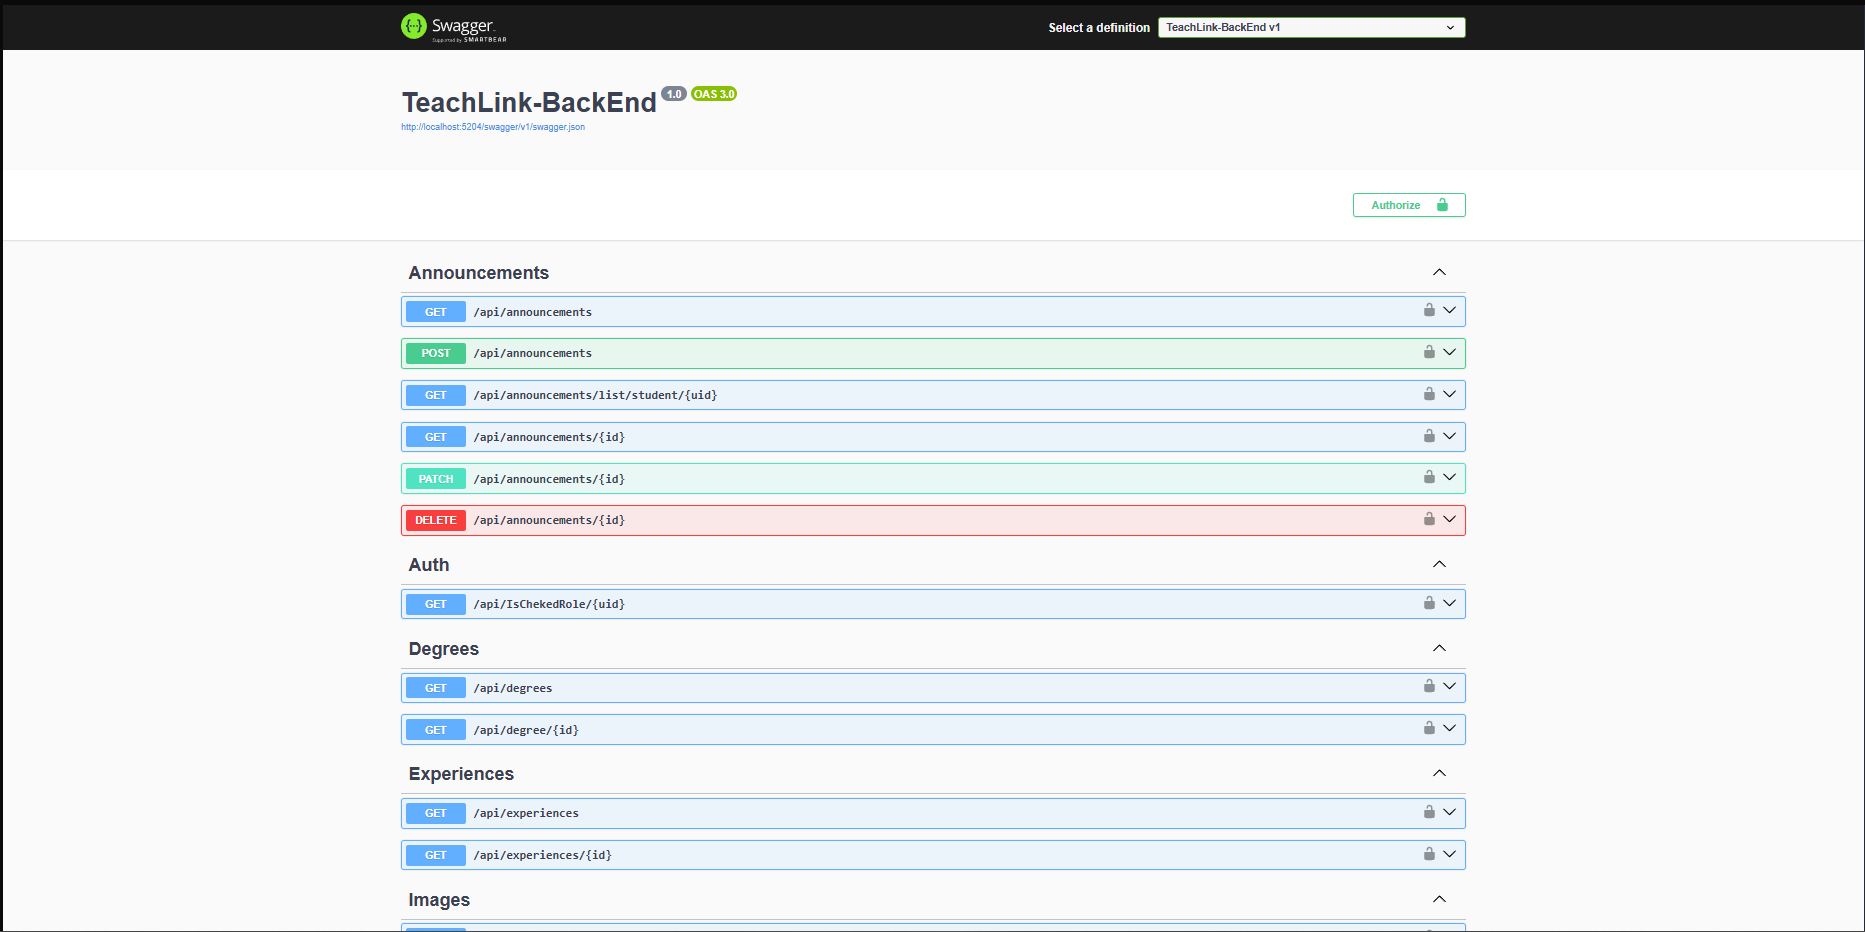 Swagger
Supported by SMARTBEAR
Select a definition
TeachLink-BackEnd v1
TeachLink-BackEnd 1.0 OAS 3.0
http://localhost:5204/swagger/v1/swagger.json
Authorize
Announcements
GET /api/announcements
POST /api/announcements
GET /api/announcements/list/student/{uid}
GET /api/announcements/{id}
PATCH /api/announcements/{id}
DELETE /api/announcements/{id}
Auth
GET /api/IsChekedRole/{uid}
Degrees
GET /api/degrees
GET /api/degree/{id}
Experiences
GET /api/experiences
GET /api/experiences/{id}
Images